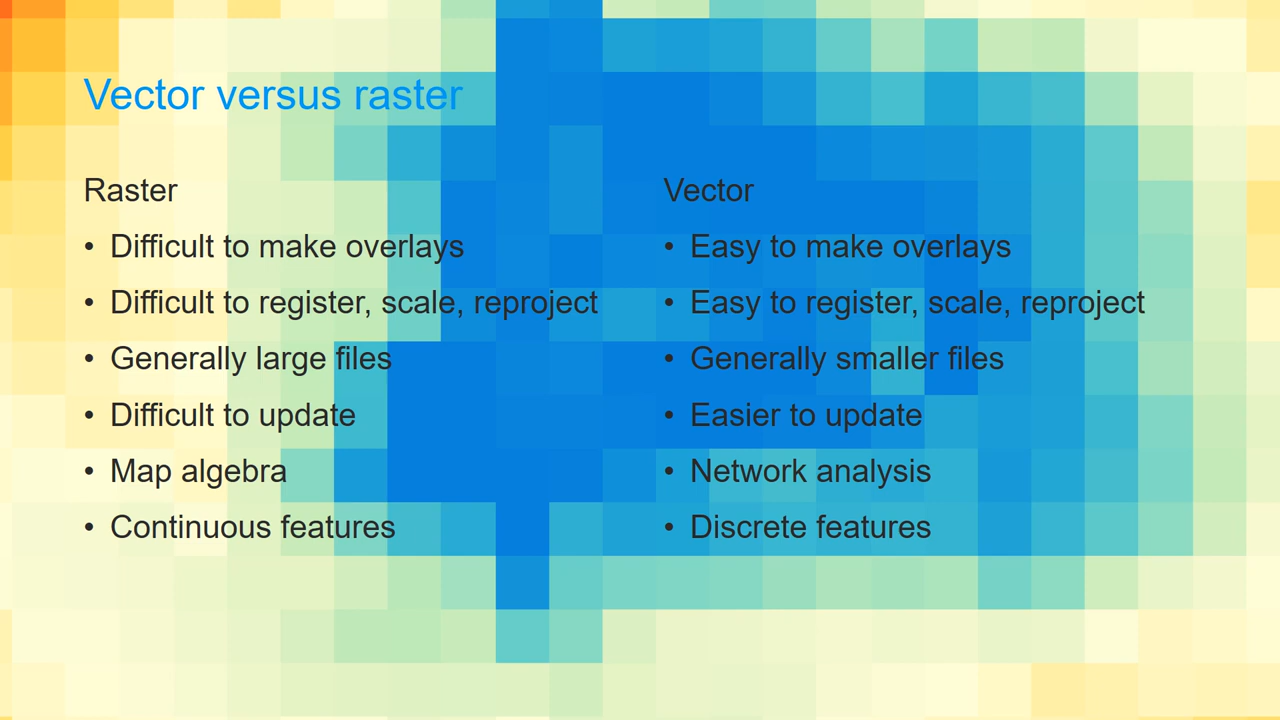 Vector versus raster
Raster
• Difficult to make overlays
• Difficult to register, scale, reproject
• Generally large files
• Difficult to update
• Map algebra
• Continuous features
Vector
• Easy to make overlays
• Easy to register, scale, reproject
• Generally smaller files
• Easier to update
• Network analysis
• Discrete features